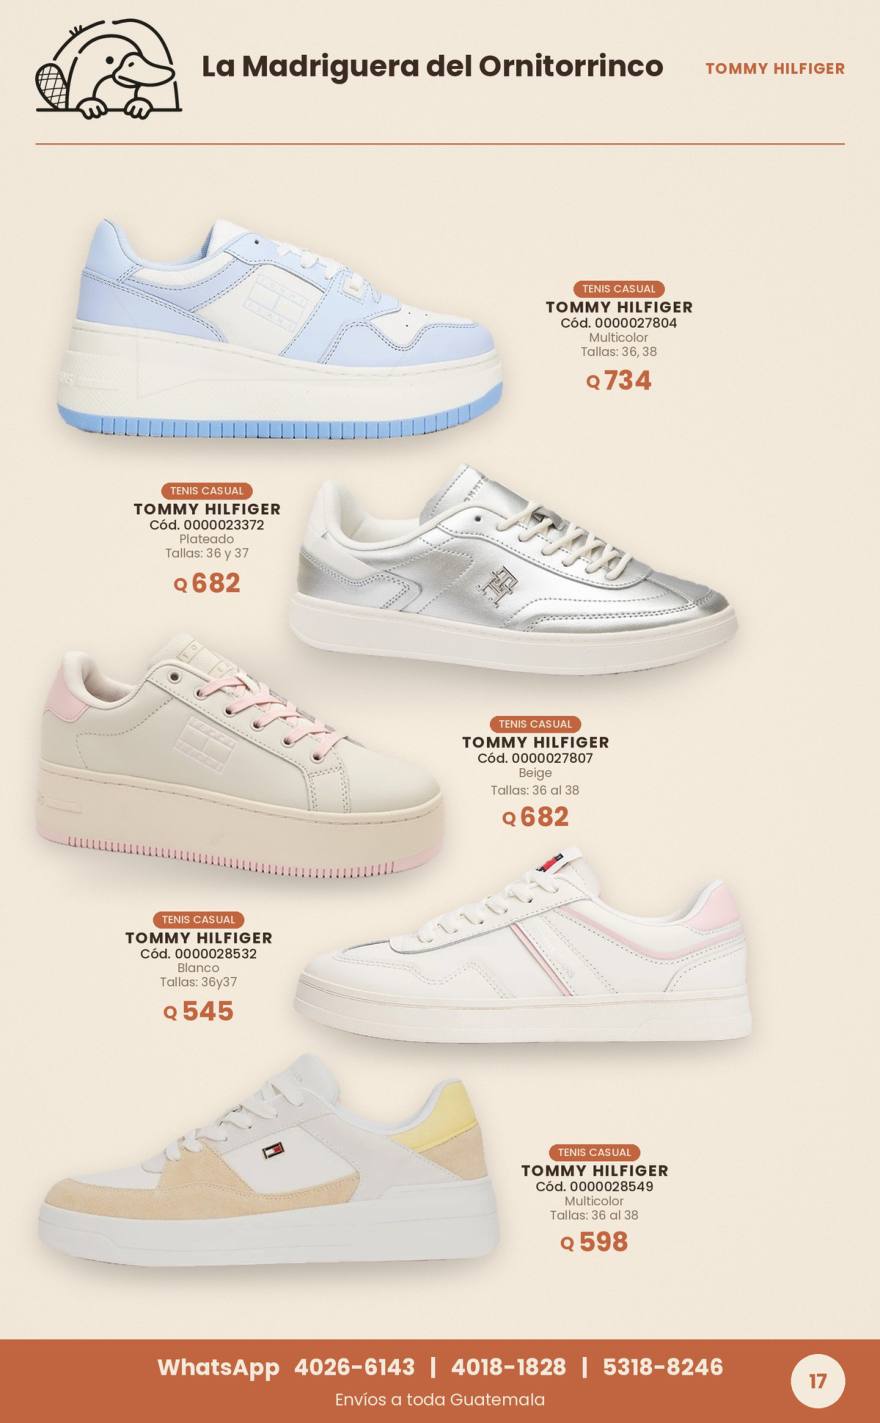 La Madriguera del Ornitorrinco
TOMMY HILFIGER
TENIS CASUAL
TOMMY HILFIGER
Cód. 0000027804
Multicolor
Tallas: 36, 38
Q 734
TENIS CASUAL
TOMMY HILFIGER
Cód. 0000023372
Plateado
Tallas: 36 y 37
Q 682
TENIS CASUAL
TOMMY HILFIGER
Cód. 0000027807
Beige
Tallas: 36 al 38
Q 682
TENIS CASUAL
TOMMY HILFIGER
Cód. 0000028532
Blanco
Tallas: 36y37
Q 545
TENIS CASUAL
TOMMY HILFIGER
Cód. 0000028549
Multicolor
Tallas: 36 al 38
Q 598
WhatsApp 4026-6143 | 4018-1828 | 5318-8246
Envíos a toda Guatemala
17